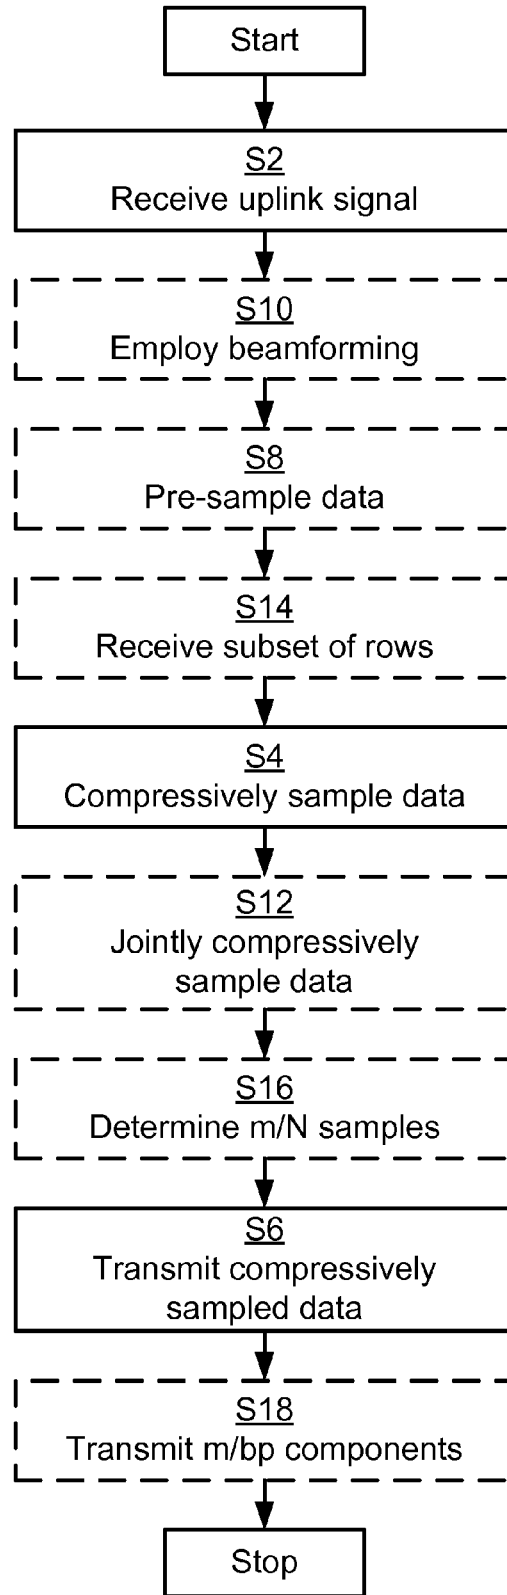 Start
S2
Receive uplink signal
S10
Employ beamforming
S8
Pre-sample data
S14
Receive subset of rows
S4
Compressively sample data
S12
Jointly compressively
sample data
S16
Determine m/N samples
S6
Transmit compressively
sampled data
S18
Transmit m/bp components
Stop